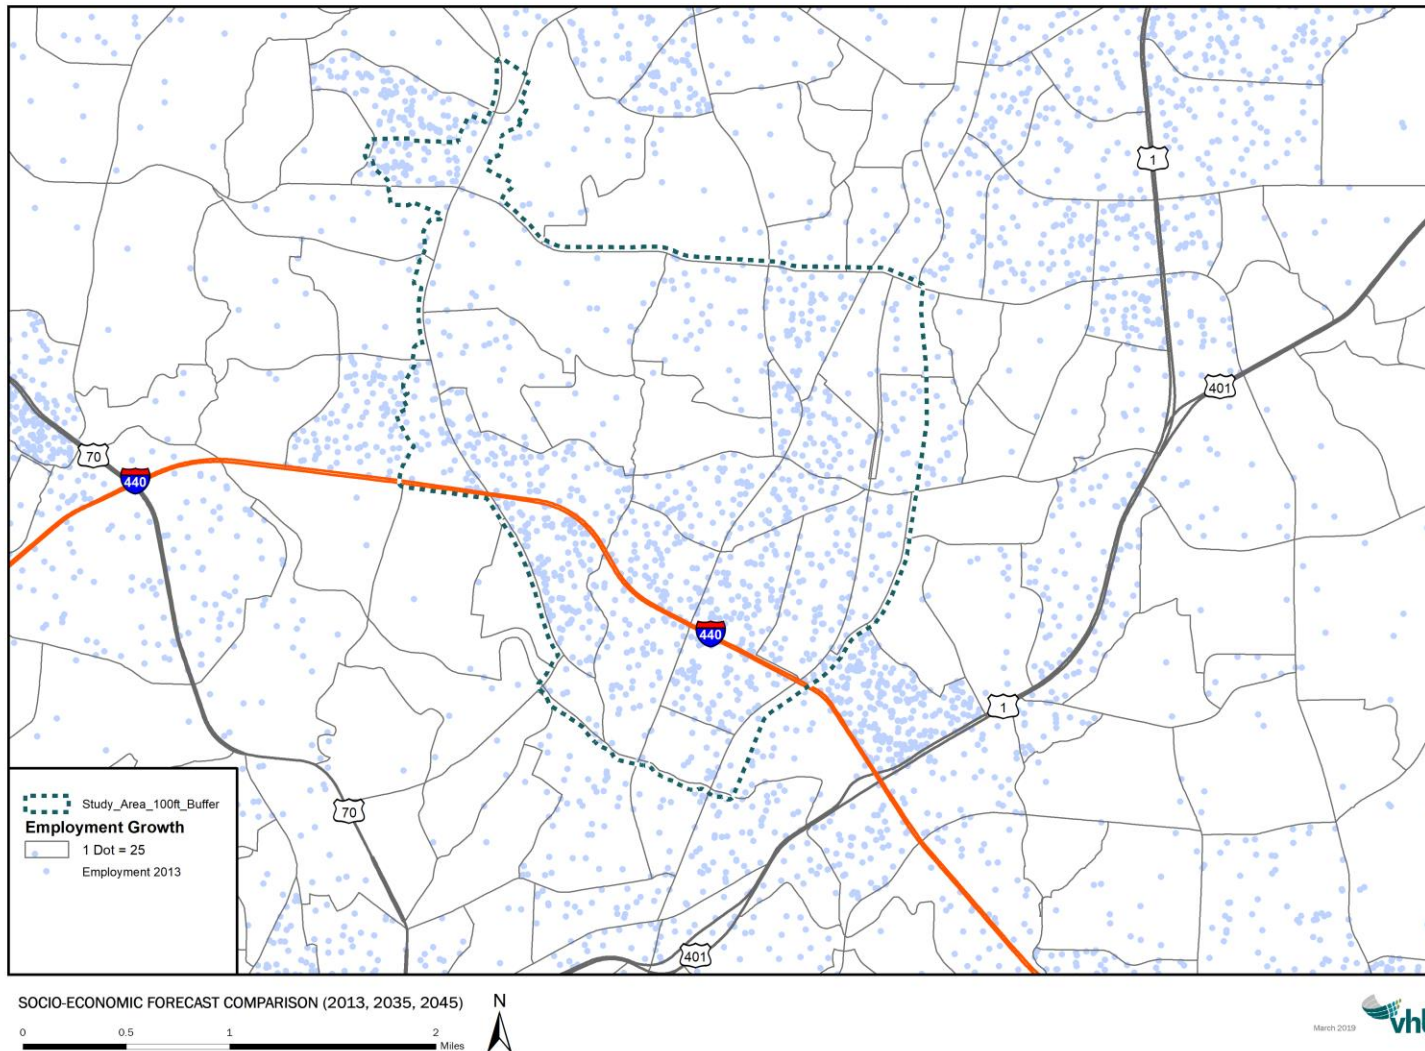 1
401
70
440
440
1
70
401
Study_Area_100ft_Buffer
Employment Growth
1 Dot = 25
Employment 2013
SOCIO-ECONOMIC FORECAST COMPARISON (2013, 2035, 2045)
N
0 0.5 1 2 Miles
March 2019
vhb